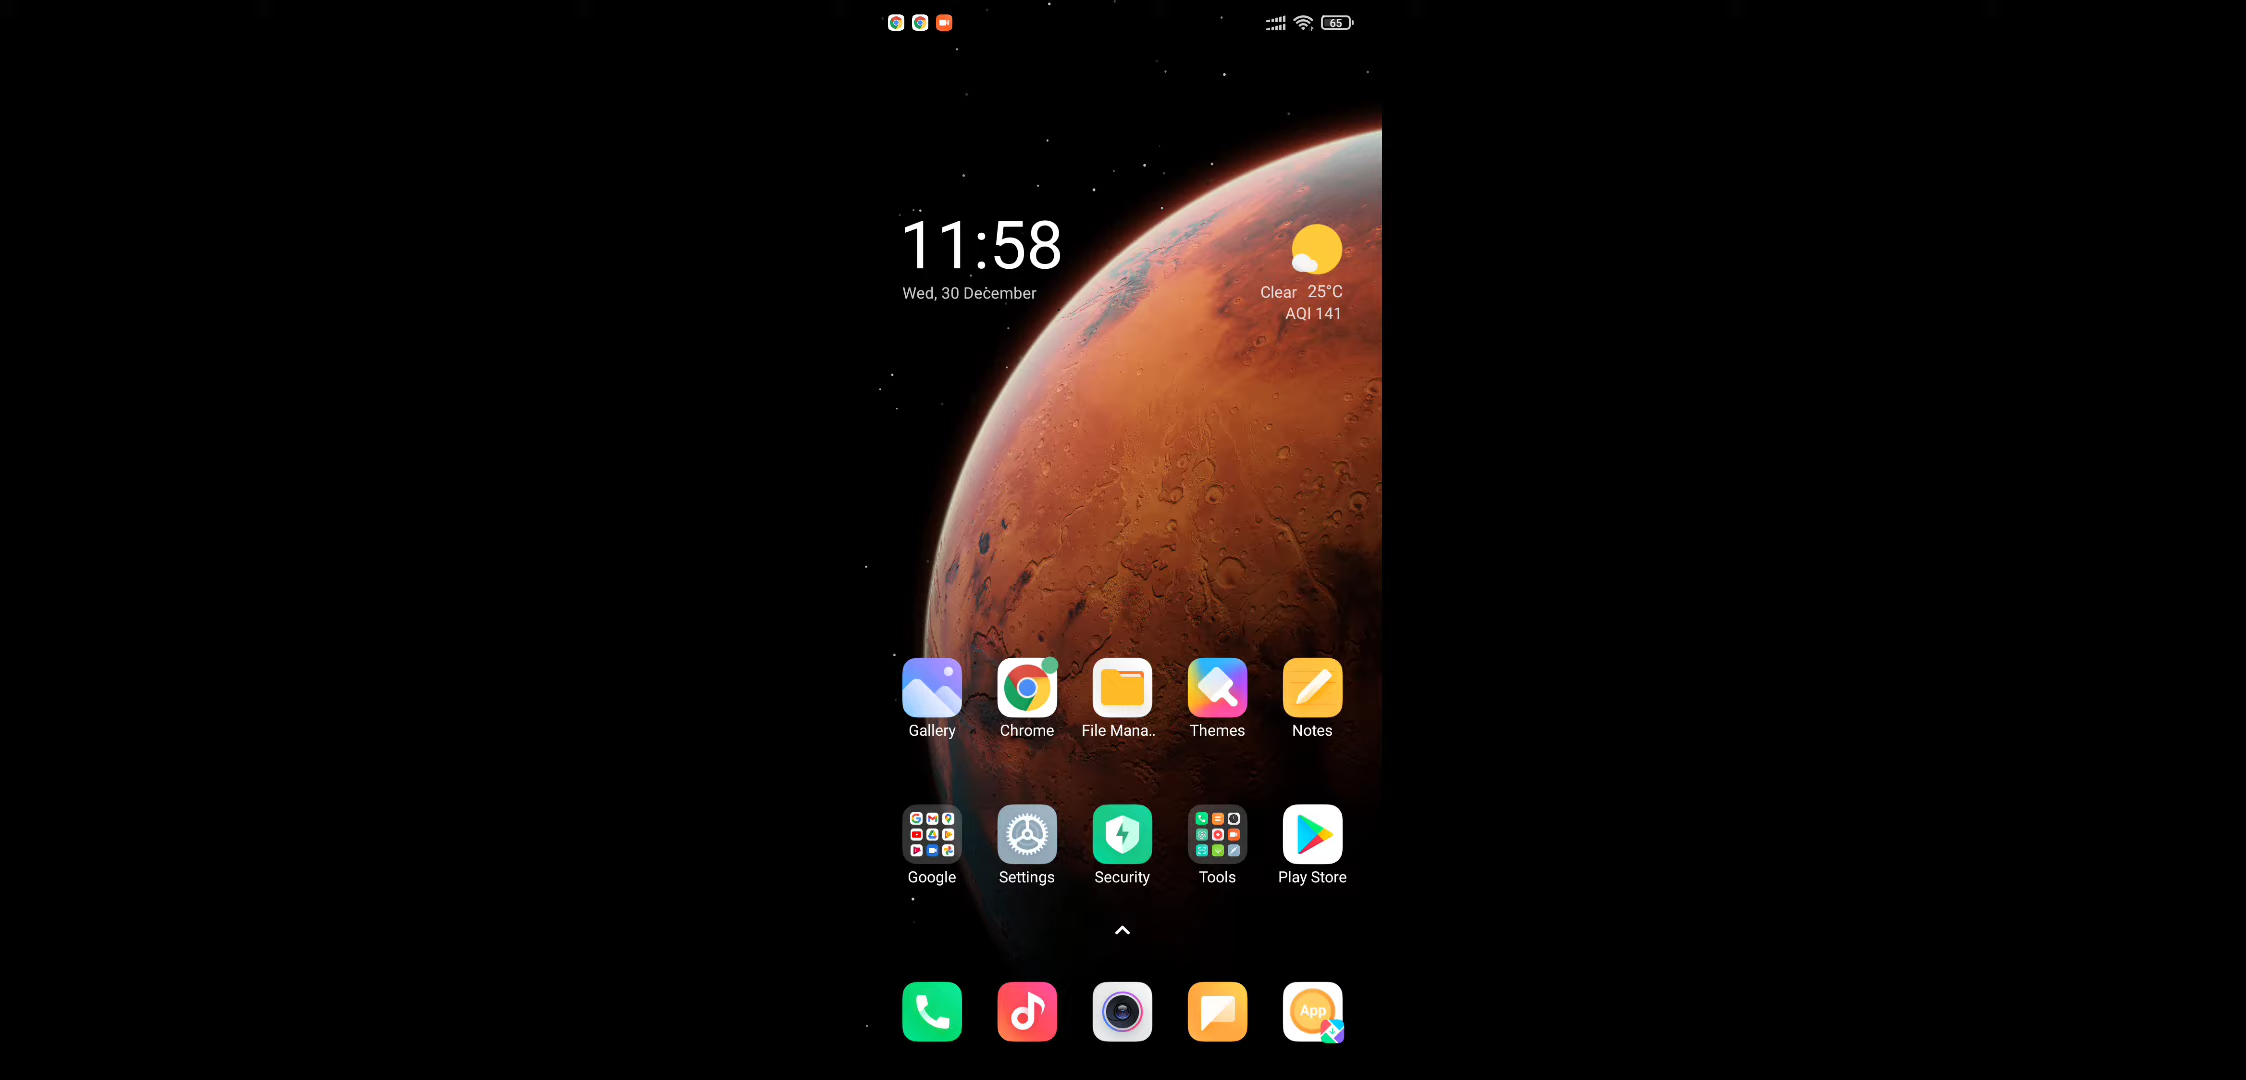 65
11:58
Wed, 30 December
Clear 25°C
AQI 141
Gallery
Chrome
File Mana..
Themes
Notes
Google
Settings
Security
Tools
Play Store
App